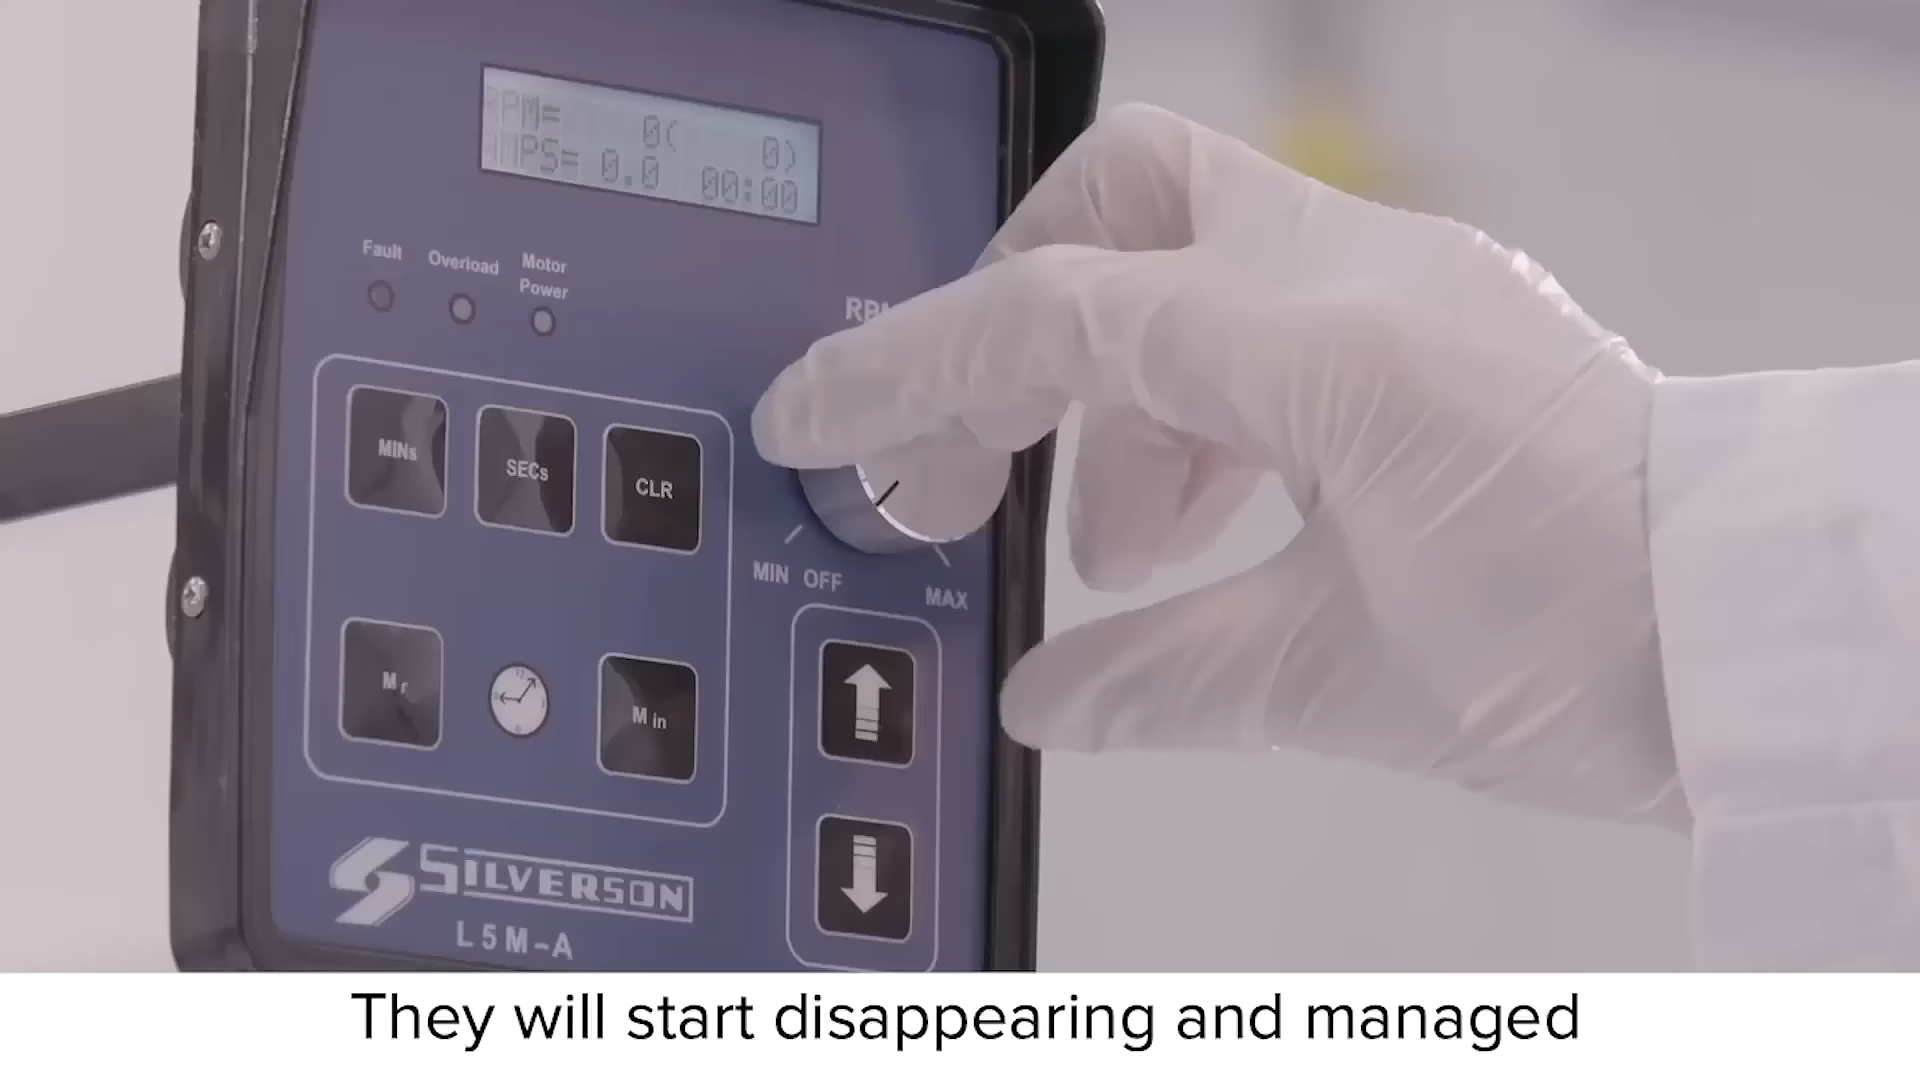 RPM= 0( 0)
AMPS= 0.0 00:00
Fault
Overload
Motor
Power
MINs
SECs
CLR
MIN OFF
MAX
Min
SILVERSON
L5M-A
They will start disappearing and managed